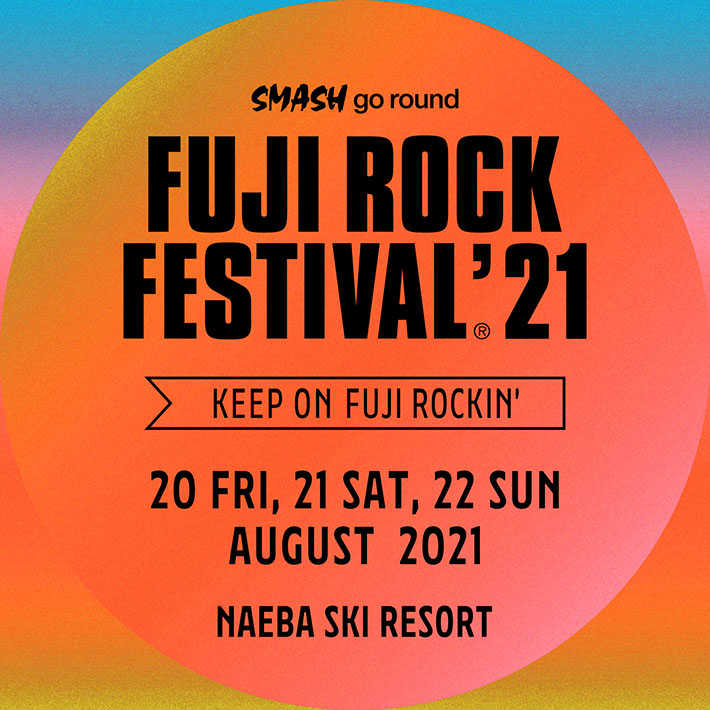 SMASH go round
FUJI ROCK
FESTIVAL'21
®
KEEP ON FUJI ROCKIN'
20 FRI, 21 SAT, 22 SUN
AUGUST 2021
NAEBA SKI RESORT